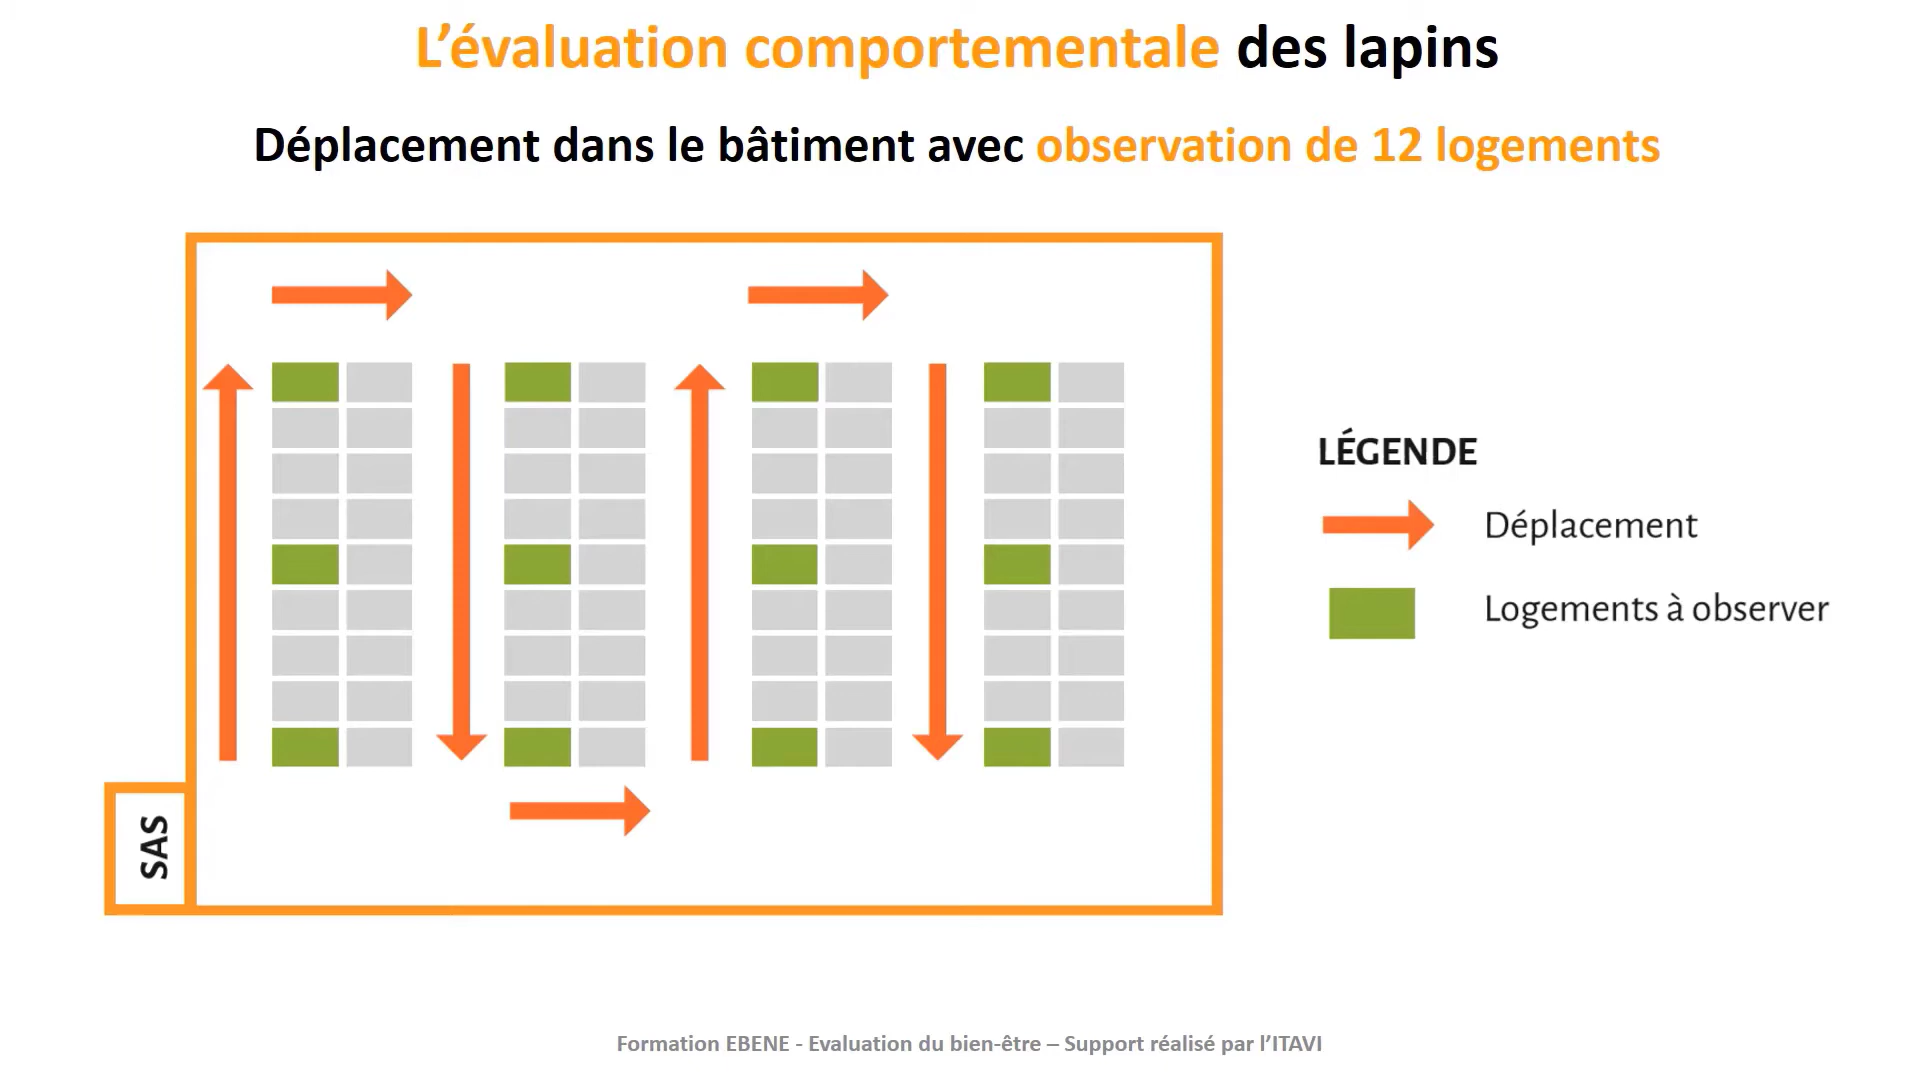 L’évaluation comportementale des lapins
Déplacement dans le bâtiment avec observation de 12 logements
LÉGENDE
Déplacement
Logements à observer
SAS
Formation EBENE - Evaluation du bien-être – Support réalisé par l’ITAVI